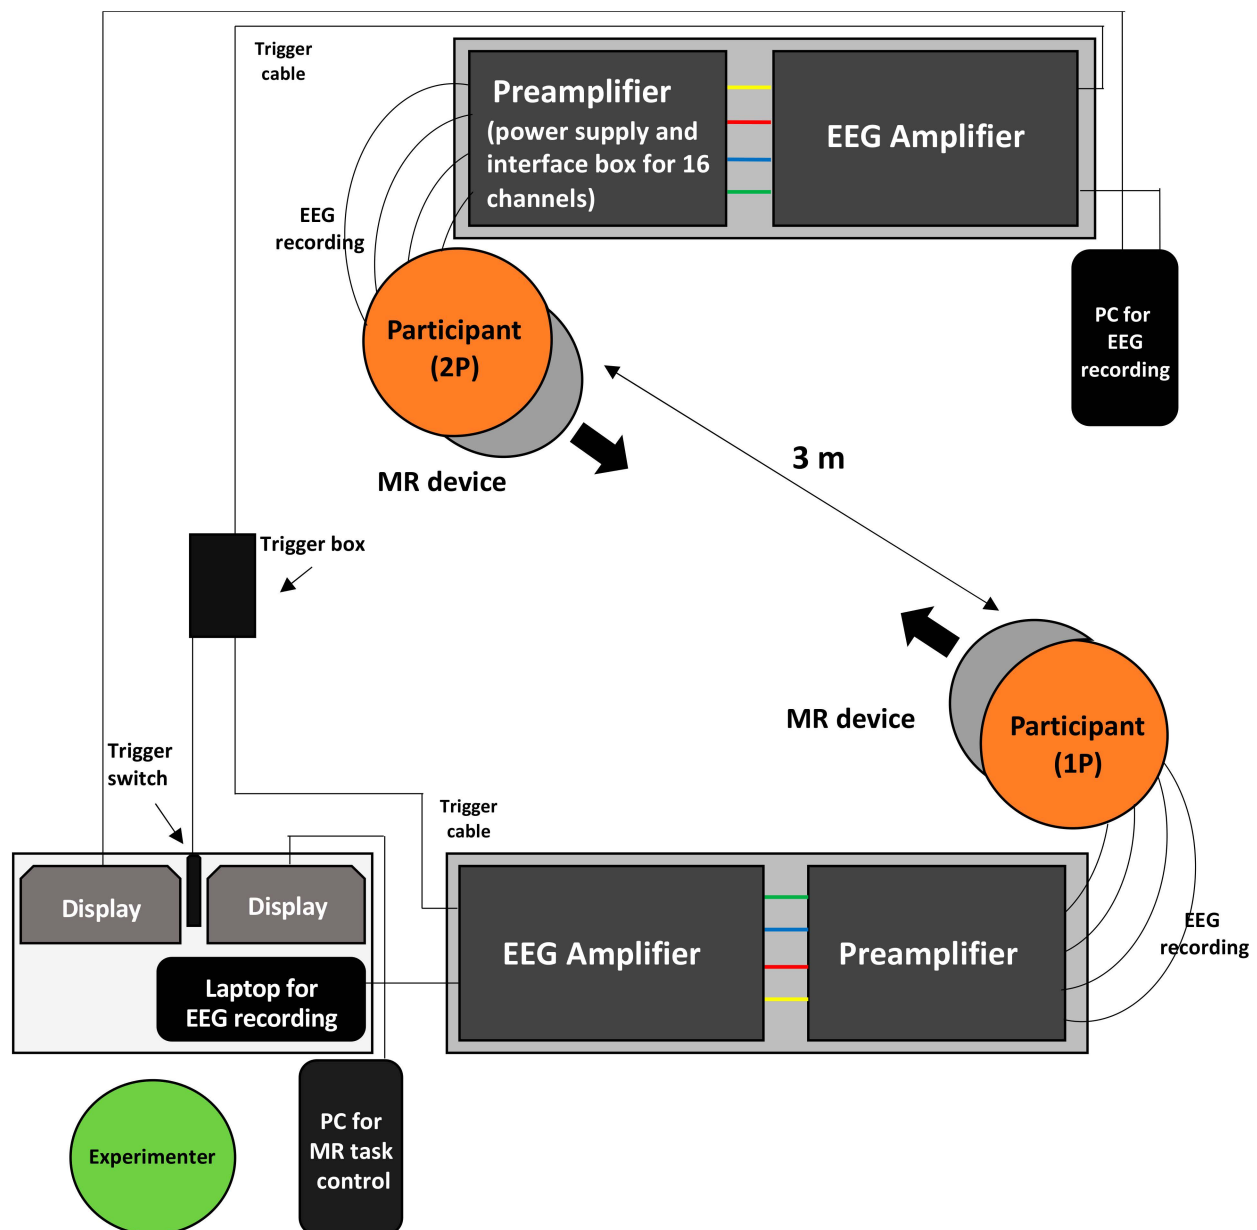 Trigger
cable
Preamplifier
(power supply and
interface box for 16
channels)
EEG Amplifier
EEG
recording
Participant
(2P)
PC for
EEG
recording
3 m
MR device
Trigger box
MR device
Participant
(1P)
Trigger
switch
Trigger
cable
Display
Display
EEG Amplifier
Preamplifier
EEG
recording
Laptop for
EEG recording
PC for
MR task
control
Experimenter